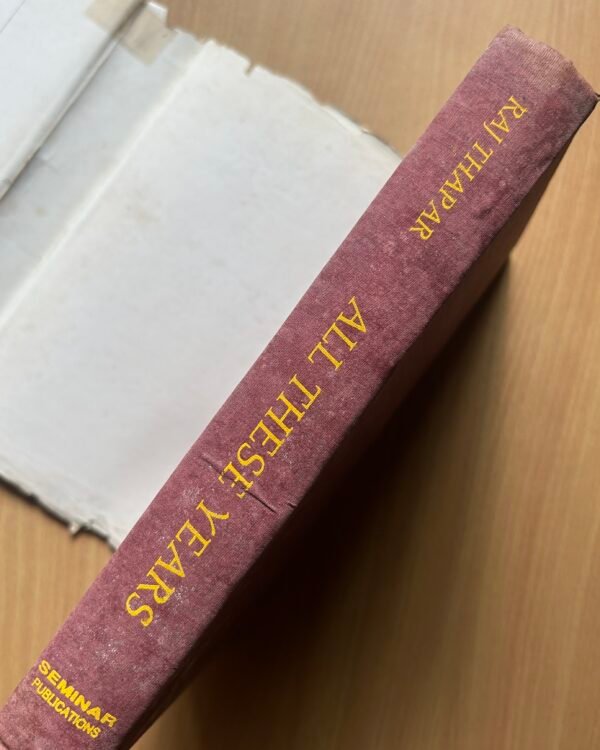 RAJ THAPAR
ALL THESE YEARS
SEMINAR
PUBLICATIONS